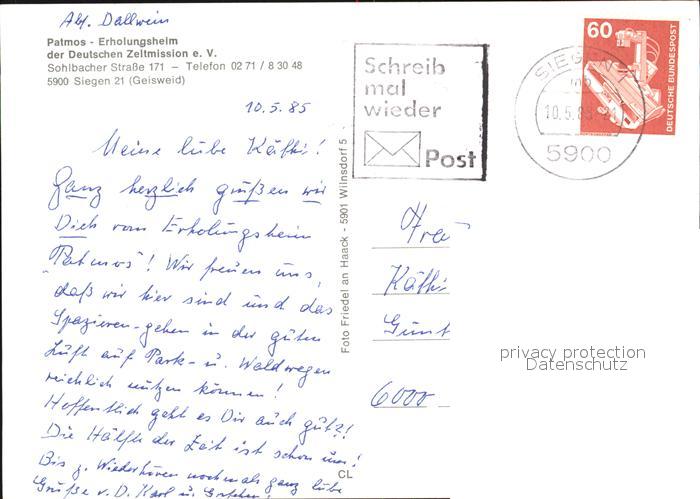 Abs. Dallwein
Patmos - Erholungsheim
der Deutschen Zeltmission e. V.
Sohlbacher Straße 171 – Telefon 02 71 / 8 30 48
5900 Siegen 21 (Geisweid)
10.5.85
Meine liebe Käthi!
Ganz herzlich grüßen wir
Dich vom Erholungsheim
"Patmos"! Wir freuen uns,
daß wir hier sind und das
Spazieren-gehen in der guten
Luft auf Park- u. Waldwegen
reichlich nutzen können!
Hoffentlich geht es Dir auch gut?!
Die Hälfte der Zeit ist schon um!
Bis z. Wiederhören nochmals ganz liebe
Grüße v. D. Karl u.
Foto Friedel an Haack - 5901 Wilnsdorf 5
CL
Schreib
mal
wieder
Post
SIEGEN
10.5.85
5900
60
DEUTSCHE BUNDESPOST
Frau
Käthi
Günt
6000
privacy protection
Datenschutz